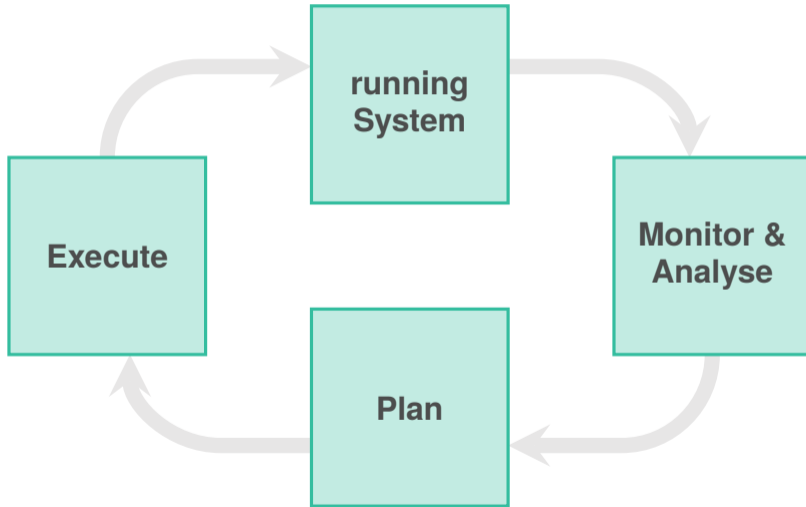 running
System
Monitor &
Analyse
Execute
Plan